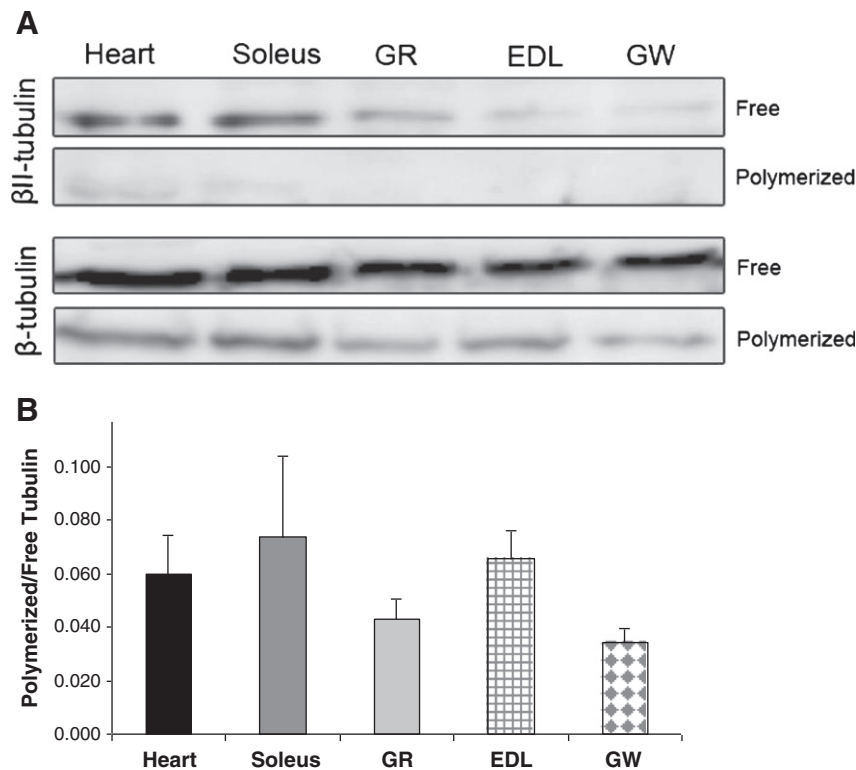 A
Heart Soleus GR EDL GW
βII-tubulin
Free
Polymerized
β-tubulin
Free
Polymerized
B
Polymerized/Free Tubulin
0.100
0.080
0.060
0.040
0.020
0.000
Heart Soleus GR EDL GW